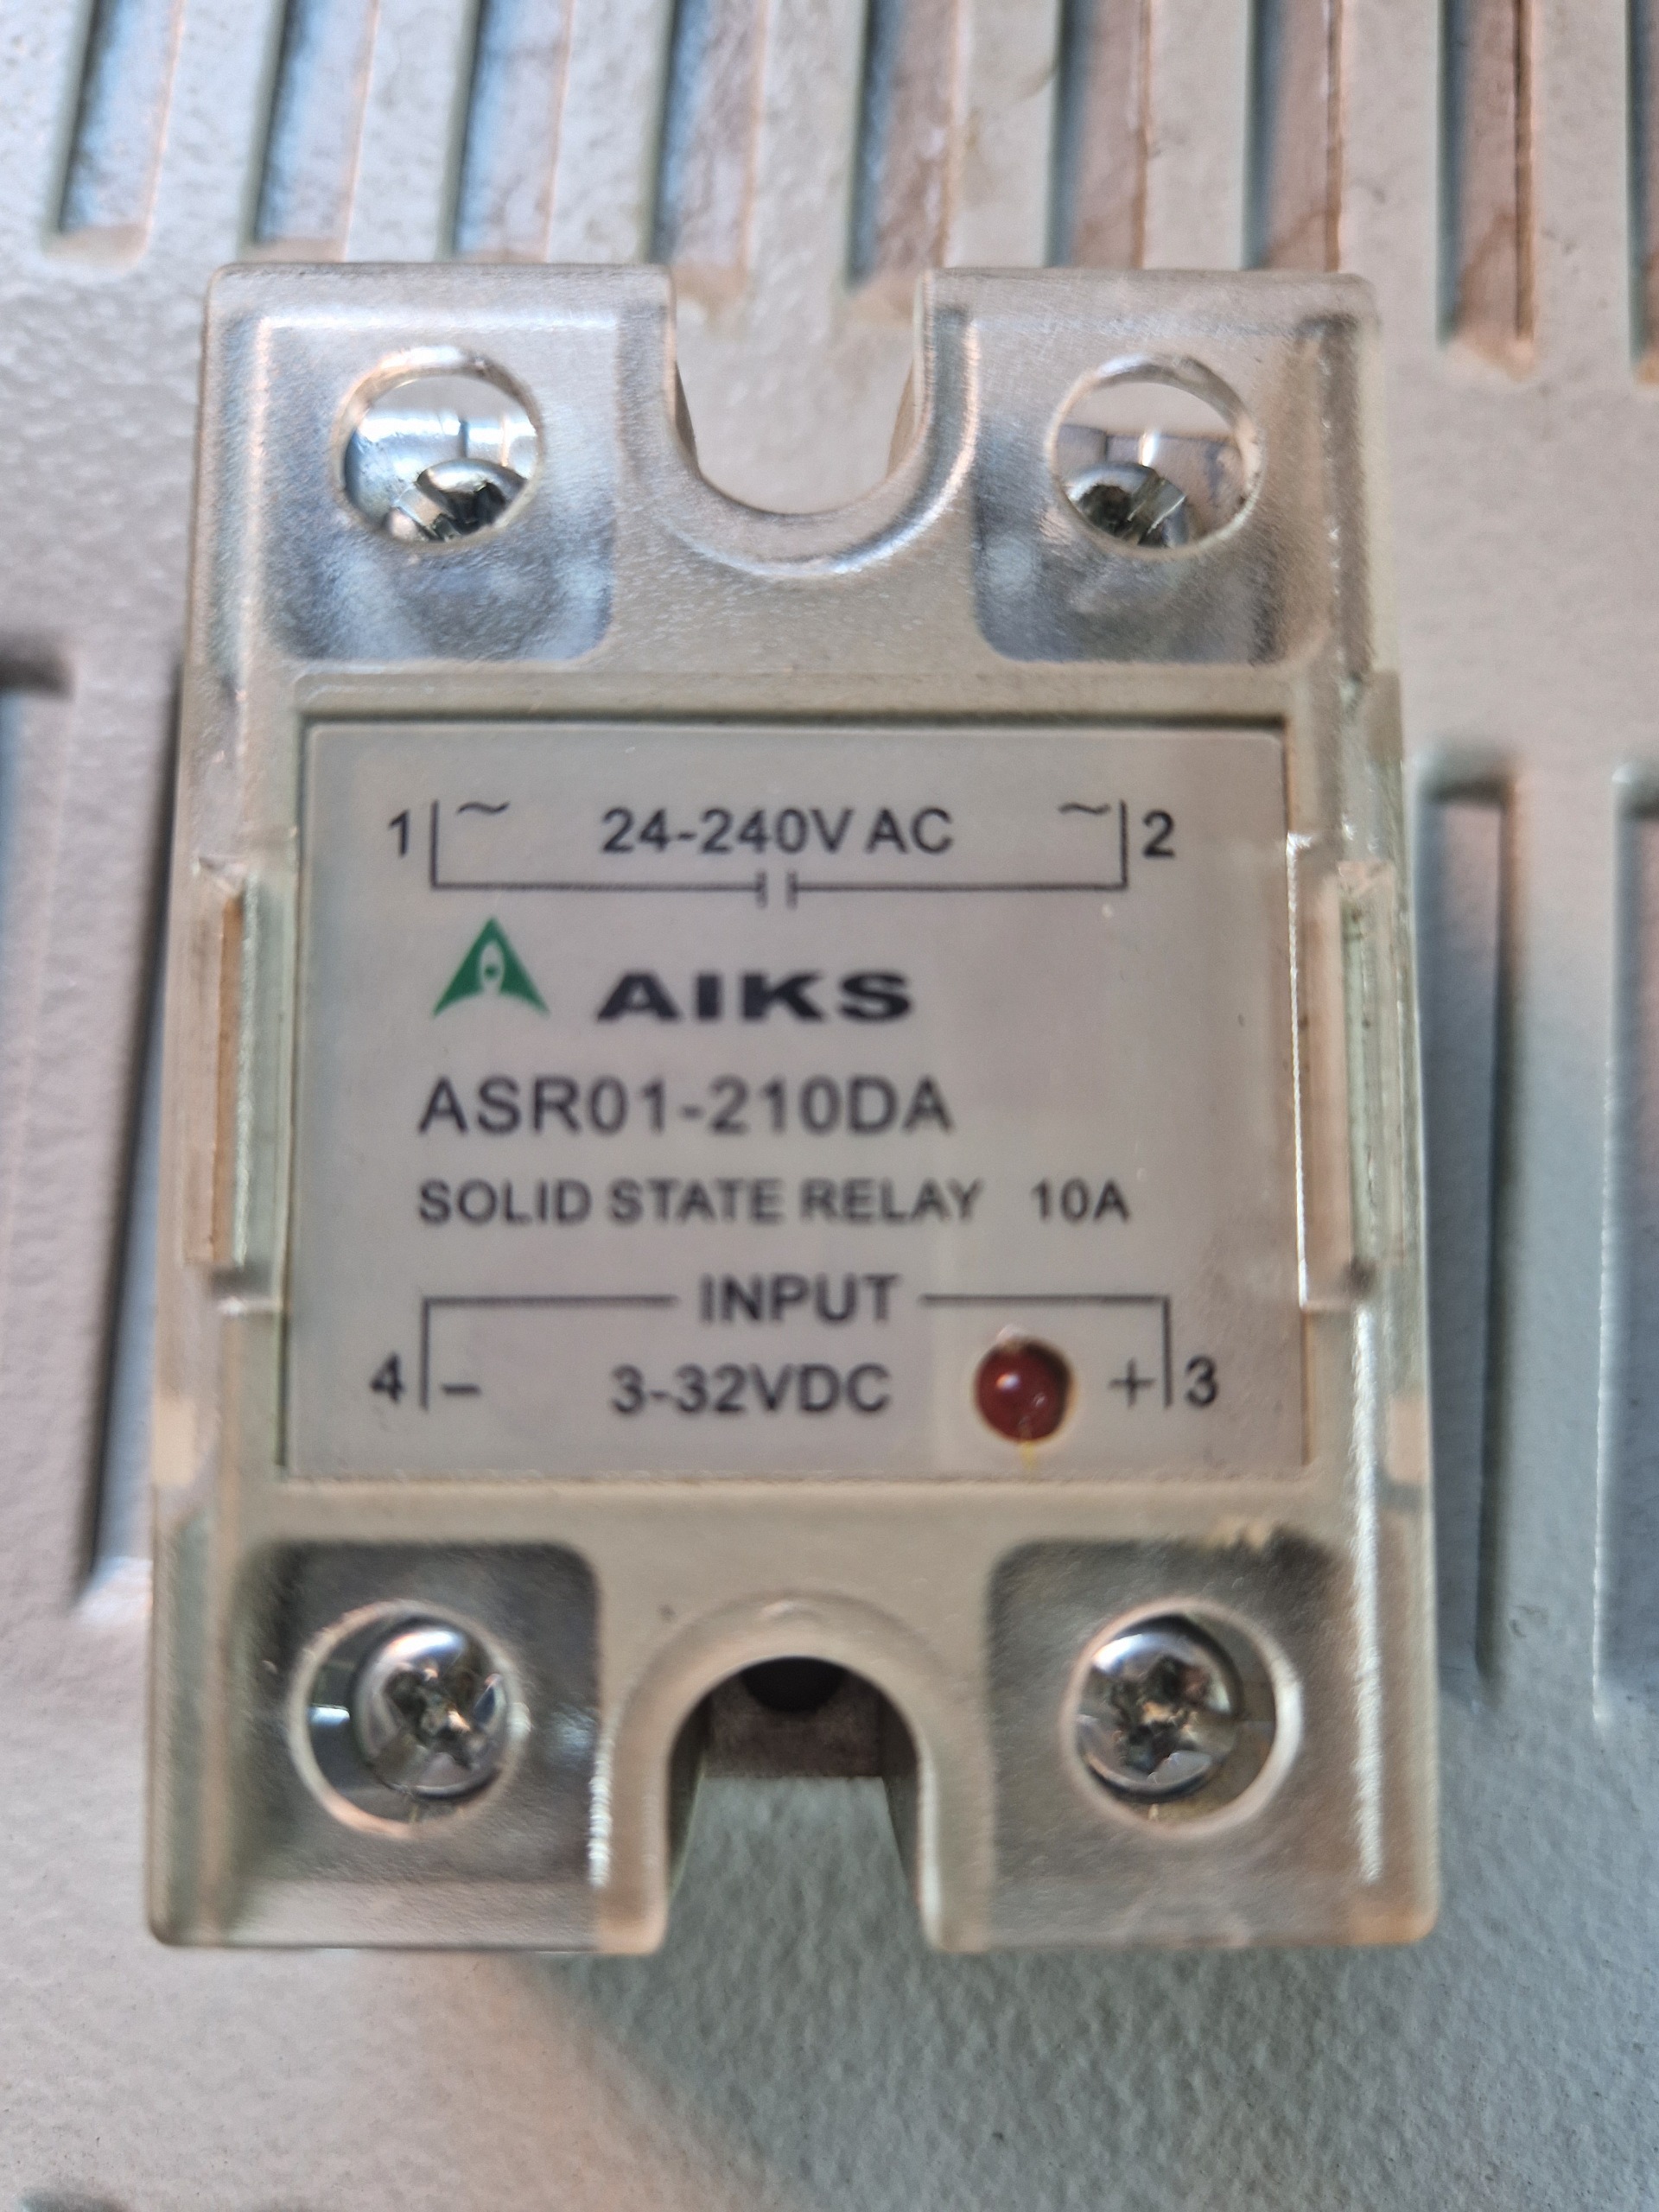 1 ~ 24-240V AC ~ 2
AIKS
ASR01-210DA
SOLID STATE RELAY 10A
INPUT
4 - 3-32VDC + 3